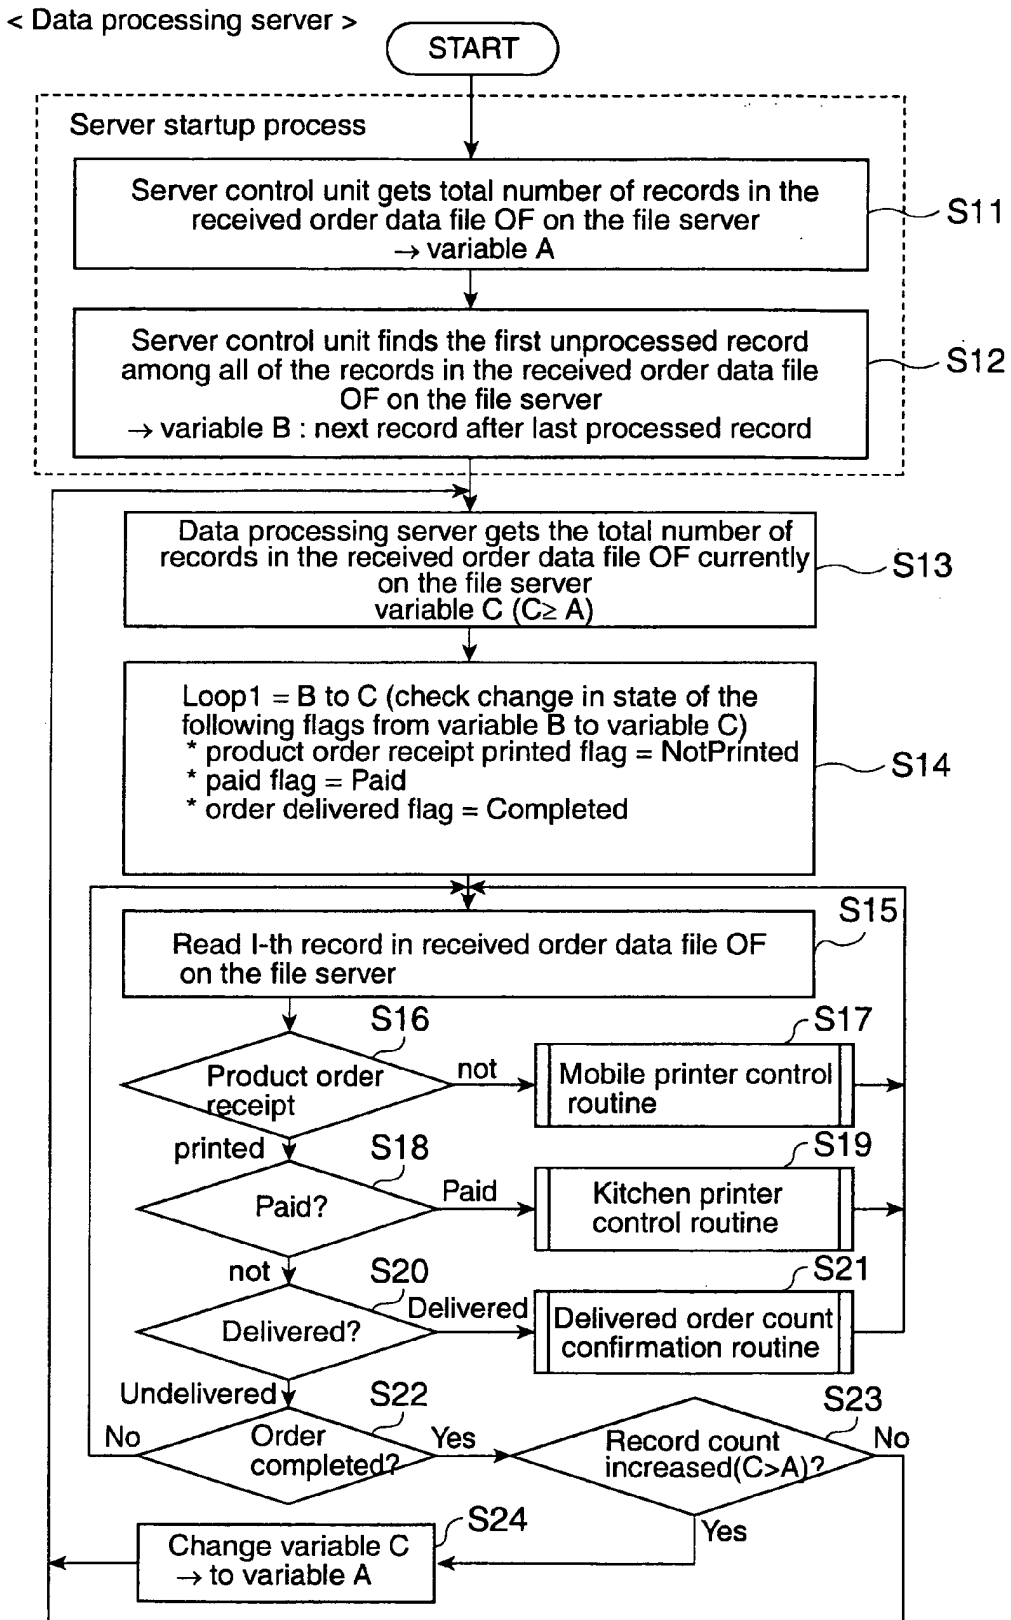 < Data processing server >
START
Server startup process
Server control unit gets total number of records in the
received order data file OF on the file server
→ variable A
S11
Server control unit finds the first unprocessed record
among all of the records in the received order data file
OF on the file server
→ variable B : next record after last processed record
S12
Data processing server gets the total number of
records in the received order data file OF currently
on the file server
variable C (C≥ A)
S13
Loop1 = B to C (check change in state of the
following flags from variable B to variable C)
* product order receipt printed flag = NotPrinted
* paid flag = Paid
* order delivered flag = Completed
S14
S15
Read I-th record in received order data file OF
on the file server
S16
Product order
receipt
not
S17
Mobile printer control
routine
printed
S18
Paid?
Paid
S19
Kitchen printer
control routine
not
S20
Delivered?
Delivered
S21
Delivered order count
confirmation routine
Undelivered
S22
Order
completed?
No
Yes
S23
Record count
increased(C>A)?
No
Yes
S24
Change variable C
→ to variable A